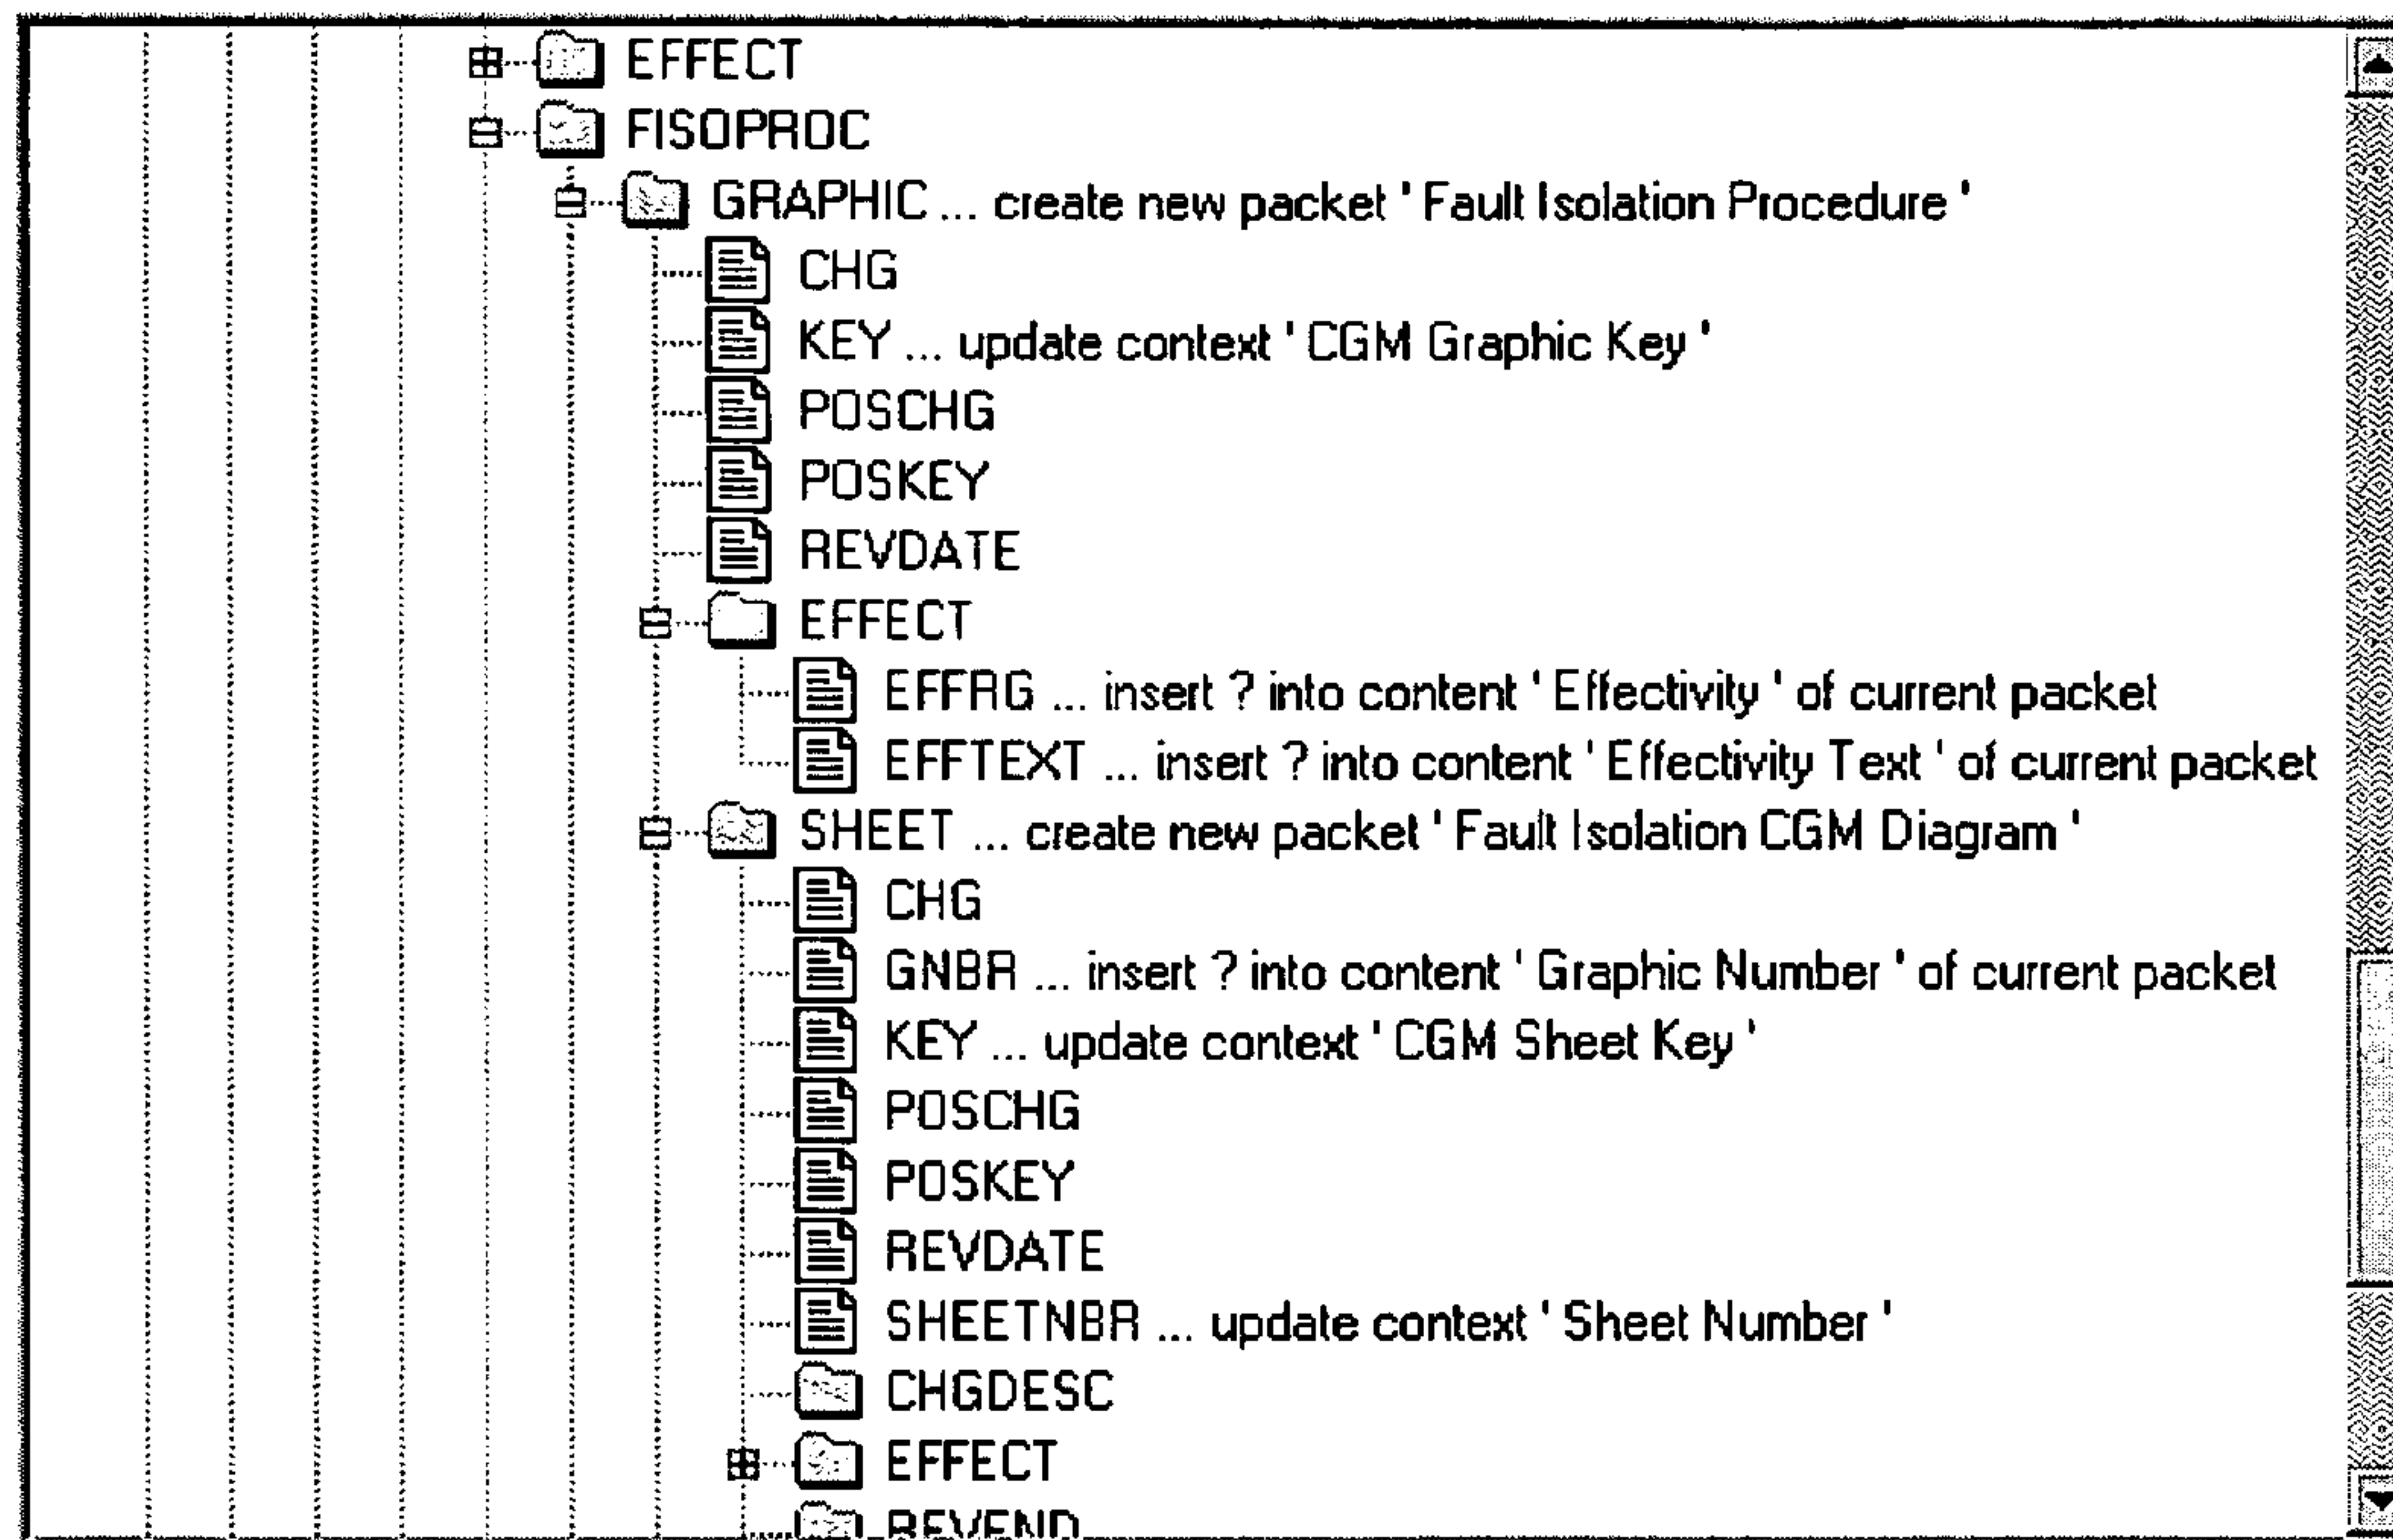 EFFECT
FISOPROC
GRAPHIC ... create new packet ' Fault Isolation Procedure '
CHG
KEY ... update context ' CGM Graphic Key '
POSCHG
POSKEY
REVDATE
EFFECT
EFFRG ... insert ? into content ' Effectivity ' of current packet
EFFTEXT ... insert ? into content ' Effectivity Text ' of current packet
SHEET ... create new packet ' Fault Isolation CGM Diagram '
CHG
GNBR ... insert ? into content ' Graphic Number ' of current packet
KEY ... update context ' CGM Sheet Key '
POSCHG
POSKEY
REVDATE
SHEETNBR ... update context ' Sheet Number '
CHGDESC
EFFECT
REVEND